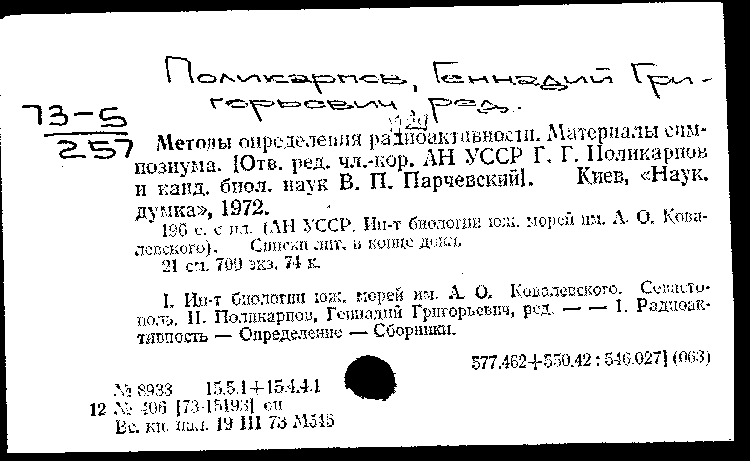 Поликарпов, Геннадий Гри-
горьевич, ред.
73-5
257
Методы определения радиоактивности. Материалы сим-
позиума. [Отв. ред. чл.-кор. АН УССР Г. Г. Поликарпов
и канд. биол. наук В. П. Парчевский]. Киев, «Наук.
думка», 1972.
196 с. с ил. (АН УССР. Ин-т биологии юж. морей им. А. О. Кова-
левского). Списки лит. в конце докл.
21 см. 700 экз. 74 к.
I. Ин-т биологии юж. морей им. А. О. Ковалевского. Севасто-
поль. II. Поликарпов, Геннадий Григорьевич, ред. — — 1. Радиоак-
тивность — Определение — Сборники.
577.462+550.42 : 546.027] (063)
№ 8933 15.5.1+15.4.4.1
12 № 406 [73-15193] сп
Вс. кн. пал. 19 III 73 М545